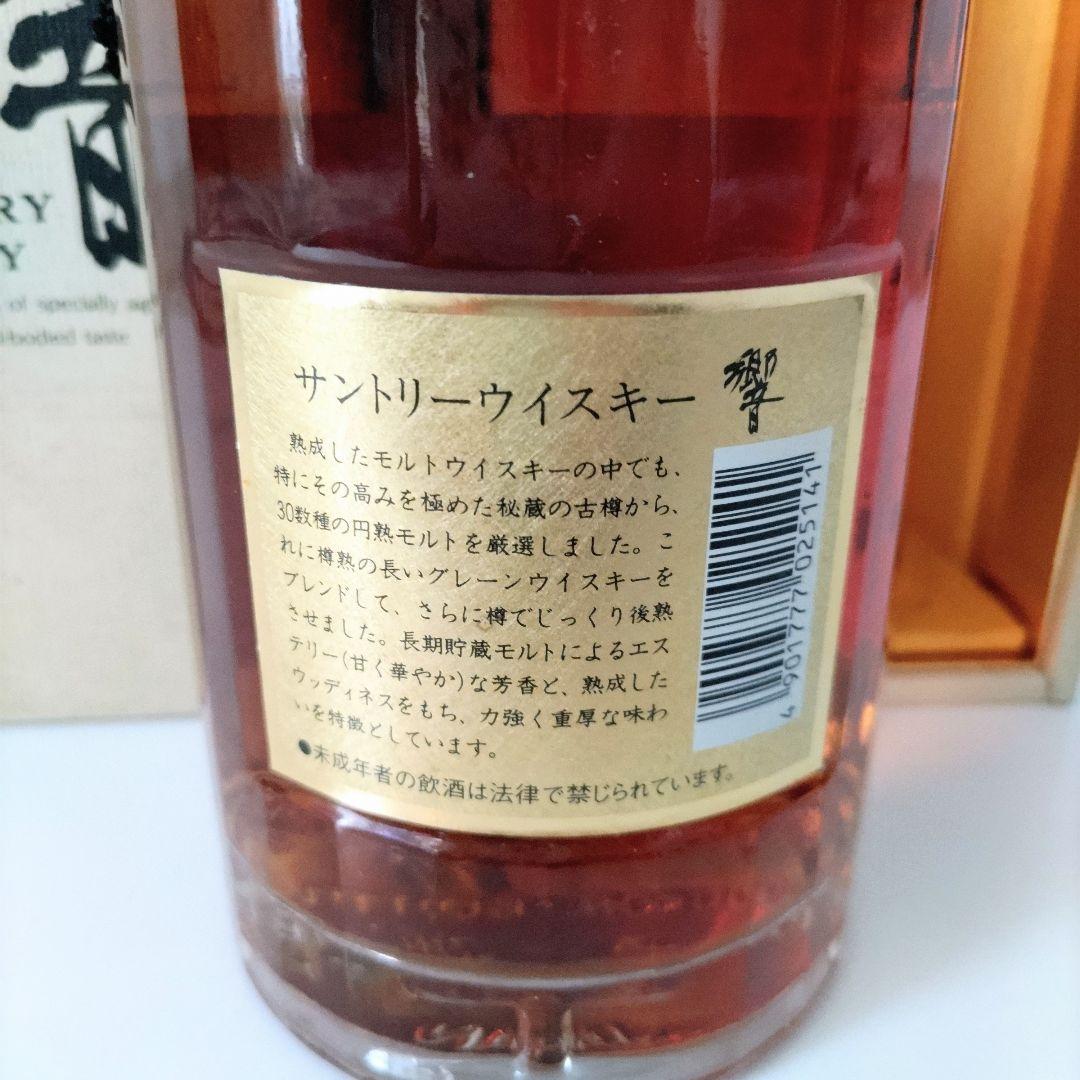 RY
Y
of specially ag
l-bodied taste
サントリーウイスキー 響
熟成したモルトウイスキーの中でも、
特にその高みを極めた秘蔵の古樽から、
30数種の円熟モルトを厳選しました。こ
れに樽熟の長いグレーンウイスキーを
ブレンドして、さらに樽でじっくり後熟
させました。長期貯蔵モルトによるエス
テリー(甘く華やか)な芳香と、熟成した
ウッディネスをもち、力強く重厚な味わ
いを特徴としています。
●未成年者の飲酒は法律で禁じられています。
4 901777 025141